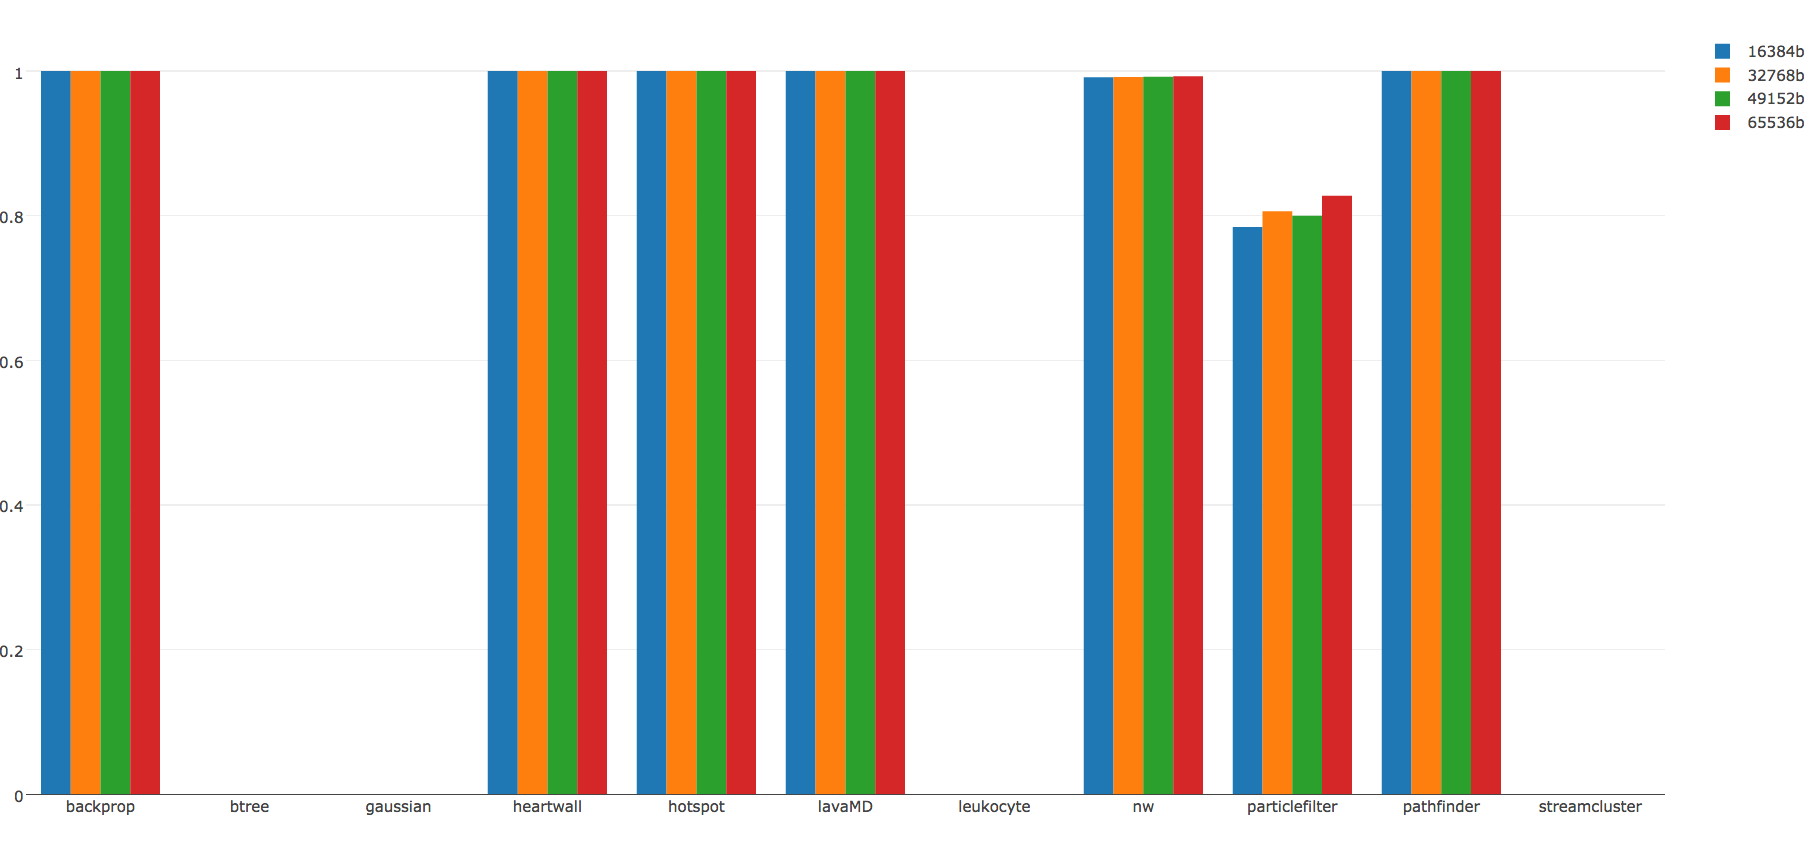 16384b
32768b
49152b
65536b
1
0.8
0.6
0.4
0.2
0
backprop btree gaussian heartwall hotspot lavaMD leukocyte nw particlefilter pathfinder streamcluster